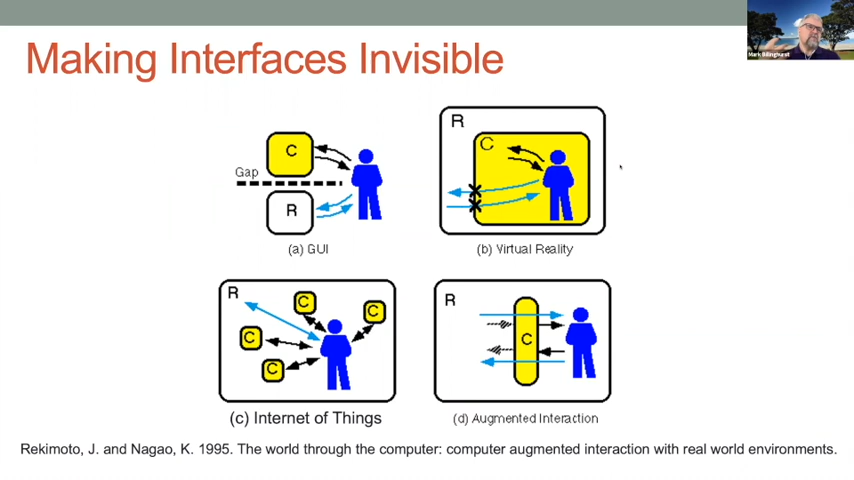 Making Interfaces Invisible
Mark Billinghurst
C
Gap
R
(a) GUI
R
C
(b) Virtual Reality
R
C
C
C
C
(c) Internet of Things
R
C
(d) Augmented Interaction
Rekimoto, J. and Nagao, K. 1995. The world through the computer: computer augmented interaction with real world environments.